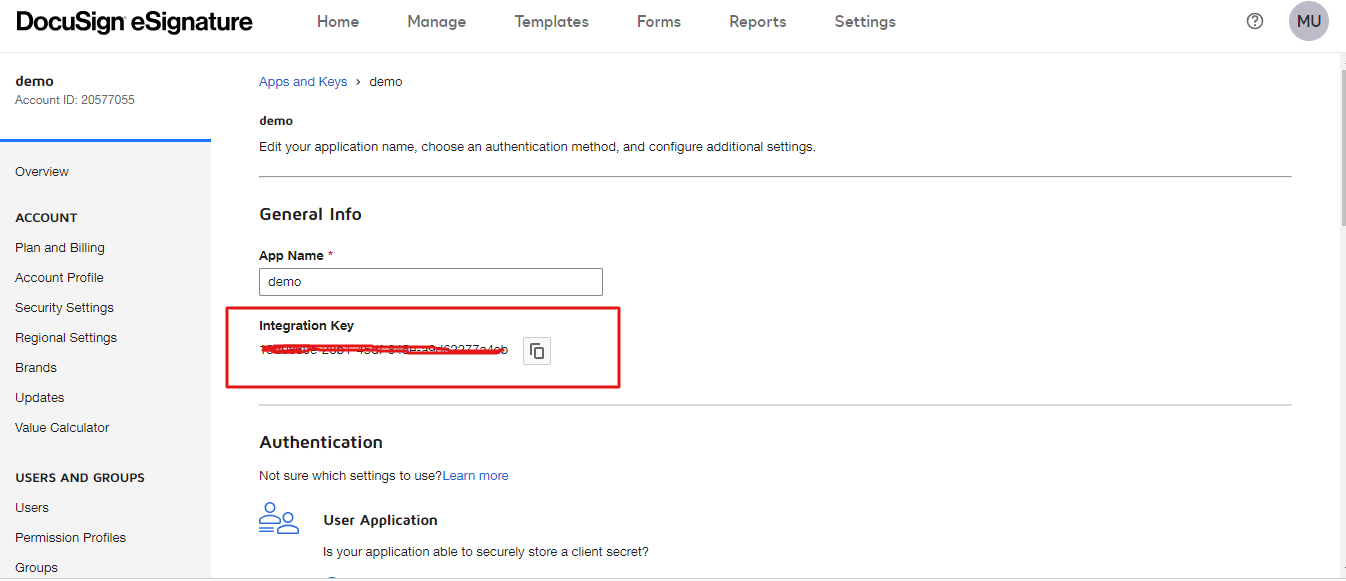 DocuSign eSignature
Home Manage Templates Forms Reports Settings
MU
demo
Account ID: 20577055
Overview
ACCOUNT
Plan and Billing
Account Profile
Security Settings
Regional Settings
Brands
Updates
Value Calculator
USERS AND GROUPS
Users
Permission Profiles
Groups
Apps and Keys › demo
demo
Edit your application name, choose an authentication method, and configure additional settings.
General Info
App Name *
demo
Integration Key
Authentication
Not sure which settings to use?Learn more
User Application
Is your application able to securely store a client secret?